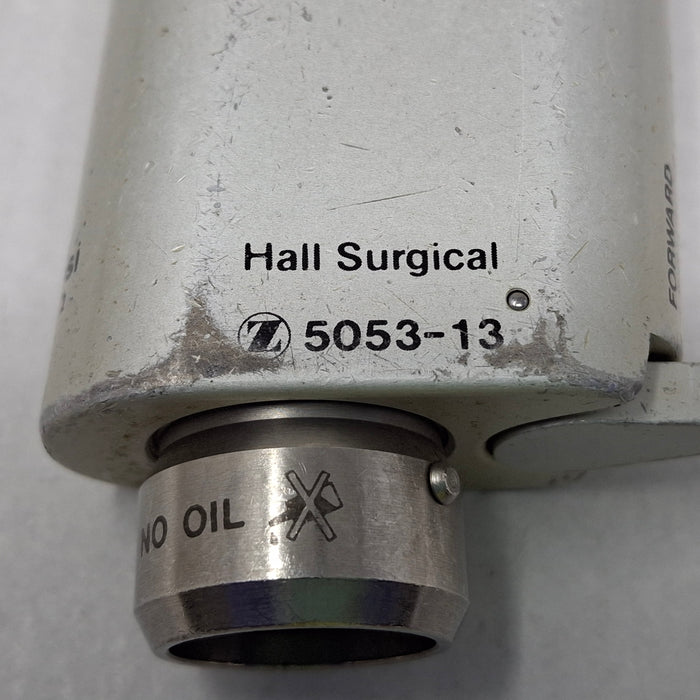 Hall Surgical
Z 5053-13
NO OIL
FORWARD